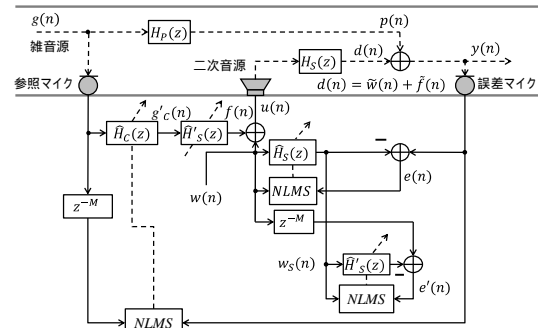 g(n)
H_P(z)
p(n)
雑音源
二次音源
H_S(z)
d(n)
y(n)
参照マイク
u(n)
d(n) = w̃(n) + f̃(n)
誤差マイク
g'_C(n)
f(n)
Ĥ_C(z)
Ĥ'_S(z)
Ĥ_S(z)
−
w(n)
NLMS
e(n)
z^{-M}
z^{-M}
w_S(n)
Ĥ'_S(z)
−
e'(n)
NLMS
NLMS